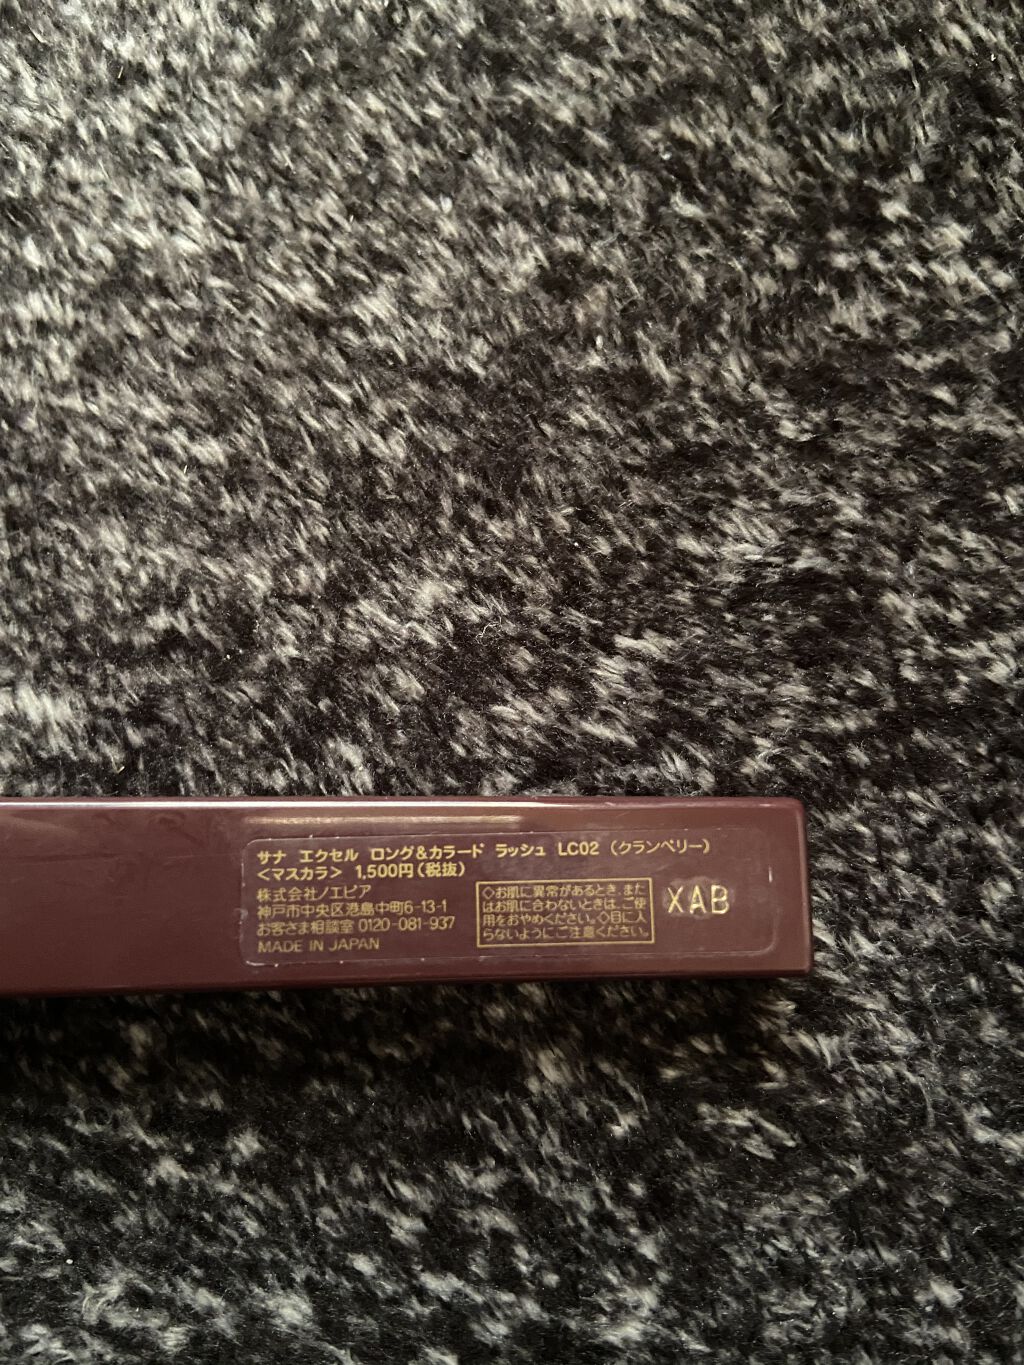 サナ エクセル ロング&カラード ラッシュ LC02 (クランベリー)
<マスカラ> 1,500円(税抜)
株式会社ノエビア
神戸市中央区港島中町6-13-1
お客さま相談室 0120-081-937
MADE IN JAPAN
◇お肌に異常があるとき、また
はお肌に合わないときは、ご使
用をおやめください。◇目に入
らないようにご注意ください。
XAB